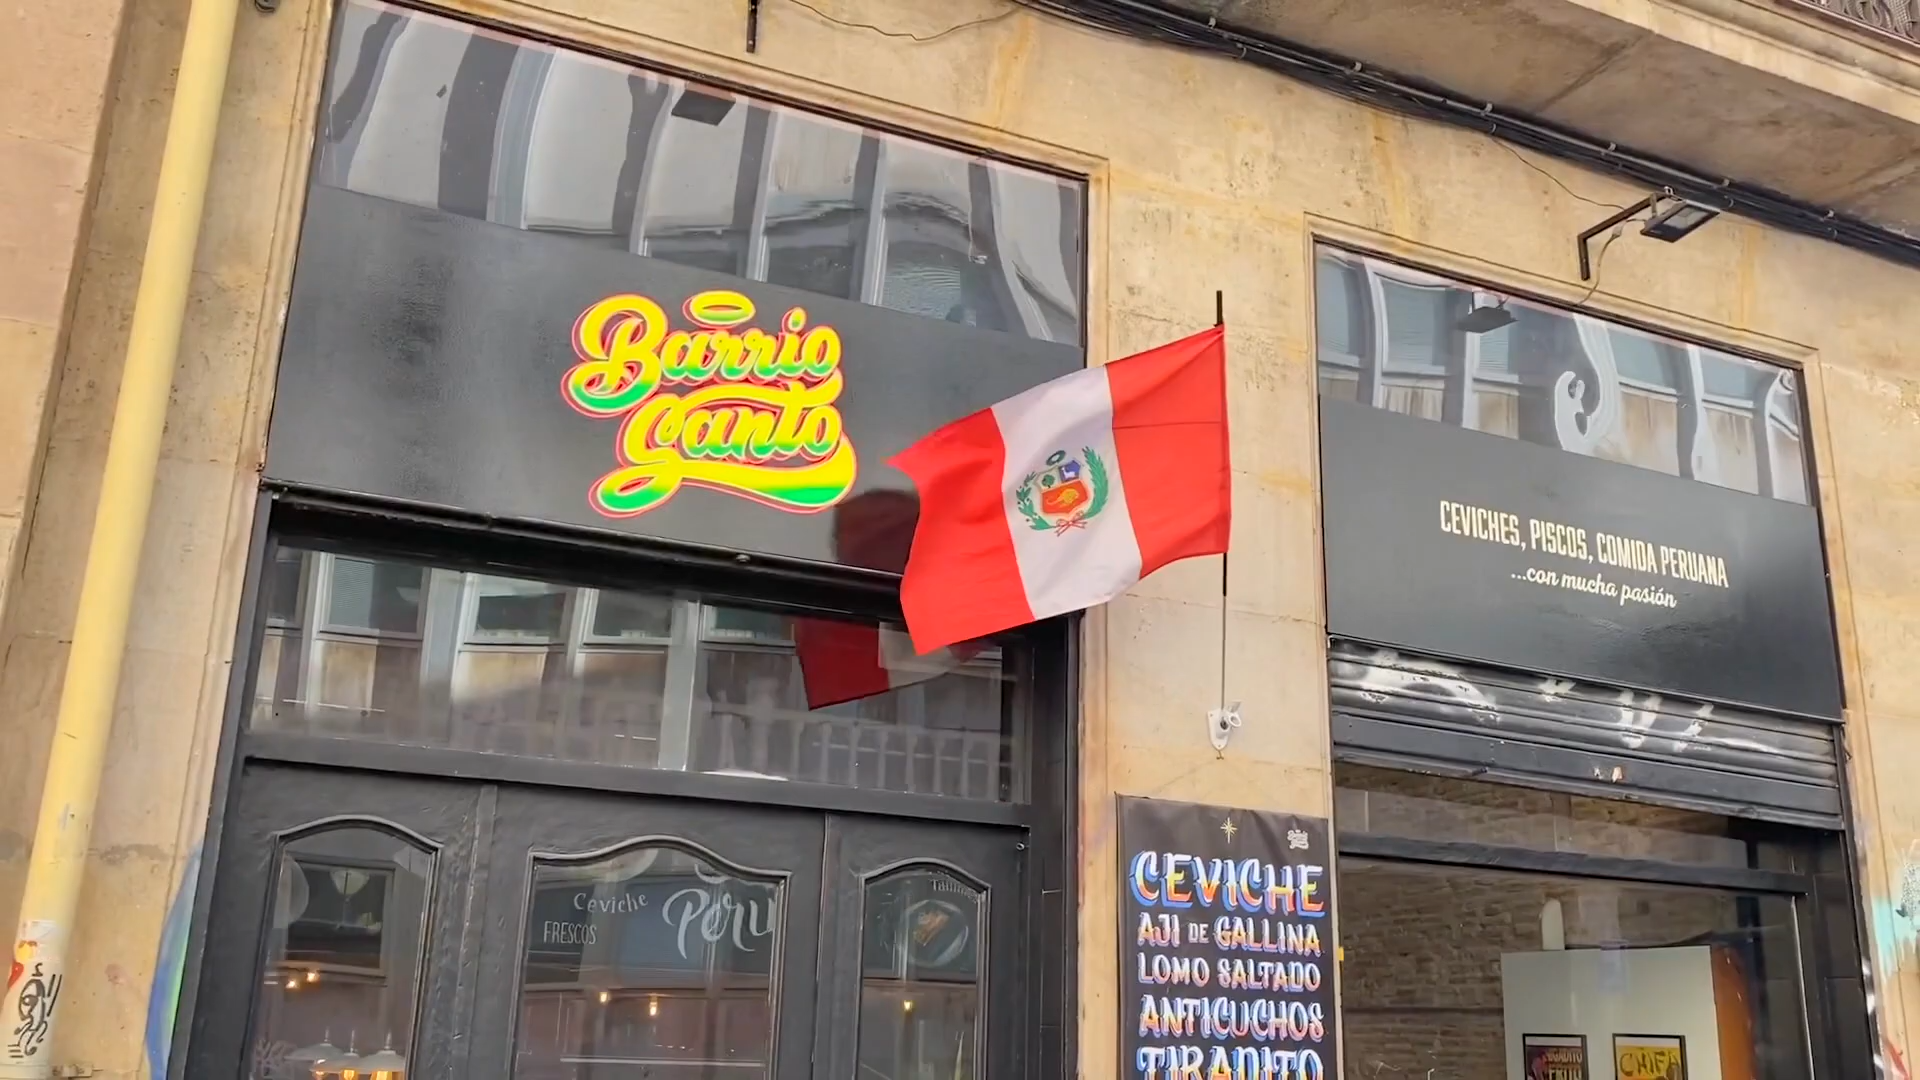 Barrio
Santo
CEVICHES, PISCOS, COMIDA PERUANA
...con mucha pasión
CEVICHE
AJI DE GALLINA
LOMO SALTADO
ANTICUCHOS
TIRADITO
Ceviche
FRESCOS
Perú